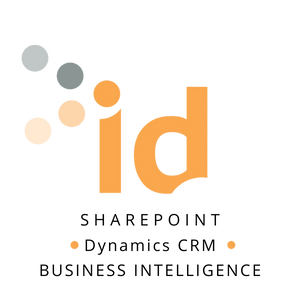 id
SHAREPOINT
Dynamics CRM
BUSINESS INTELLIGENCE